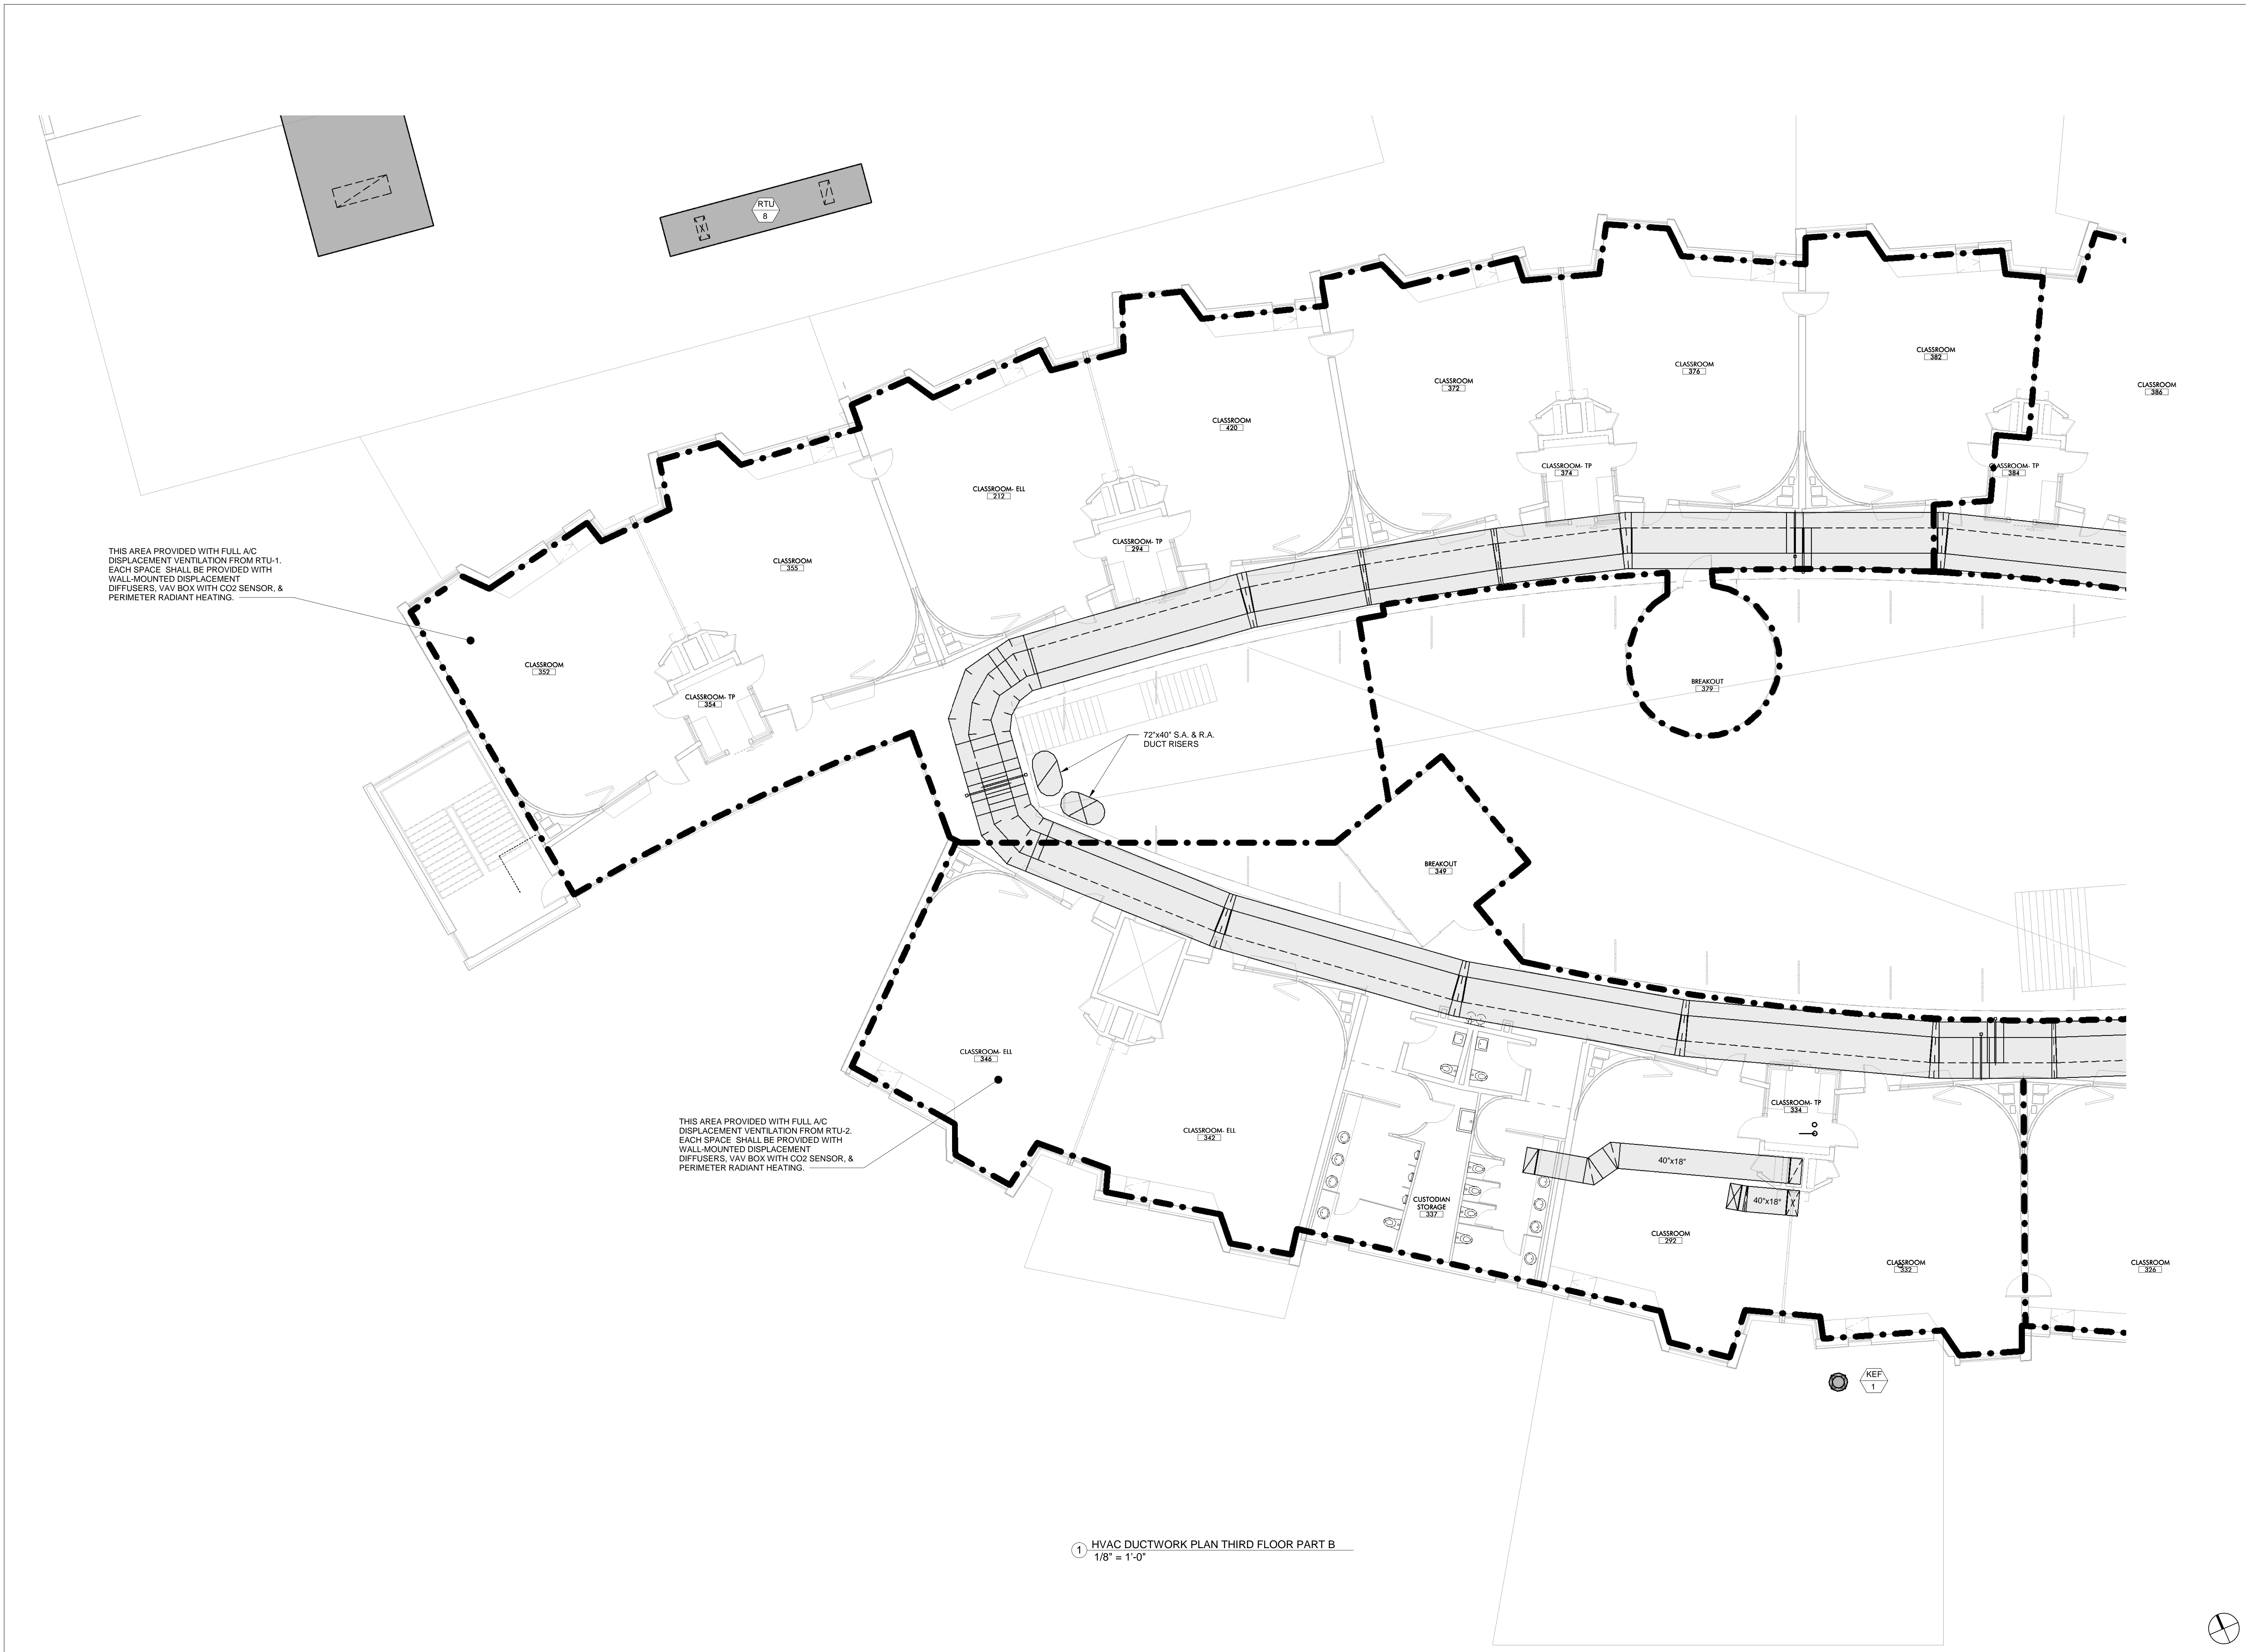 RTU
8
CLASSROOM
382
CLASSROOM
376
CLASSROOM
372
CLASSROOM
386
CLASSROOM
420
CLASSROOM- TP
374
CLASSROOM- TP
384
CLASSROOM- ELL
212
CLASSROOM- TP
294
CLASSROOM
355
THIS AREA PROVIDED WITH FULL A/C
DISPLACEMENT VENTILATION FROM RTU-1.
EACH SPACE SHALL BE PROVIDED WITH
WALL-MOUNTED DISPLACEMENT
DIFFUSERS, VAV BOX WITH CO2 SENSOR, &
PERIMETER RADIANT HEATING.
CLASSROOM
352
CLASSROOM- TP
354
BREAKOUT
379
72"x40" S.A. & R.A.
DUCT RISERS
BREAKOUT
349
CLASSROOM- ELL
346
THIS AREA PROVIDED WITH FULL A/C
DISPLACEMENT VENTILATION FROM RTU-2.
EACH SPACE SHALL BE PROVIDED WITH
WALL-MOUNTED DISPLACEMENT
DIFFUSERS, VAV BOX WITH CO2 SENSOR, &
PERIMETER RADIANT HEATING.
CLASSROOM- ELL
342
CLASSROOM- TP
334
40"x18"
40"x18"
CUSTODIAN
STORAGE
337
CLASSROOM
292
CLASSROOM
332
CLASSROOM
326
KEF
1
1
HVAC DUCTWORK PLAN THIRD FLOOR PART B
1/8" = 1'-0"